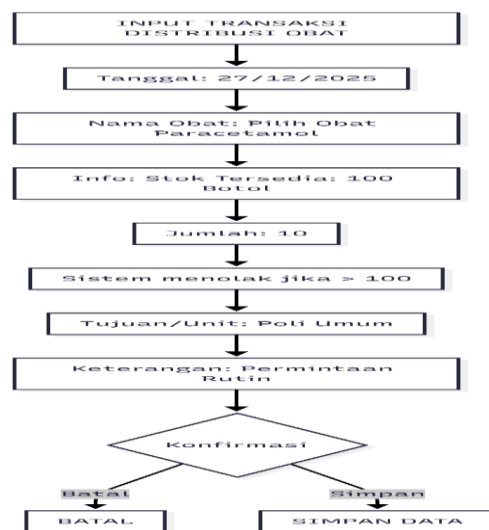 INPUT TRANSAKSI
DISTRIBUSI OBAT
Tanggal: 27/12/2025
Nama Obat: Pilih Obat
Paracetamol
Info: Stok Tersedia: 100
Botol
Jumlah: 10
Sistem menolak jika > 100
Tujuan/Unit: Poli Umum
Keterangan: Permintaan
Rutin
Konfirmasi
Batal Simpan
BATAL SIMPAN DATA